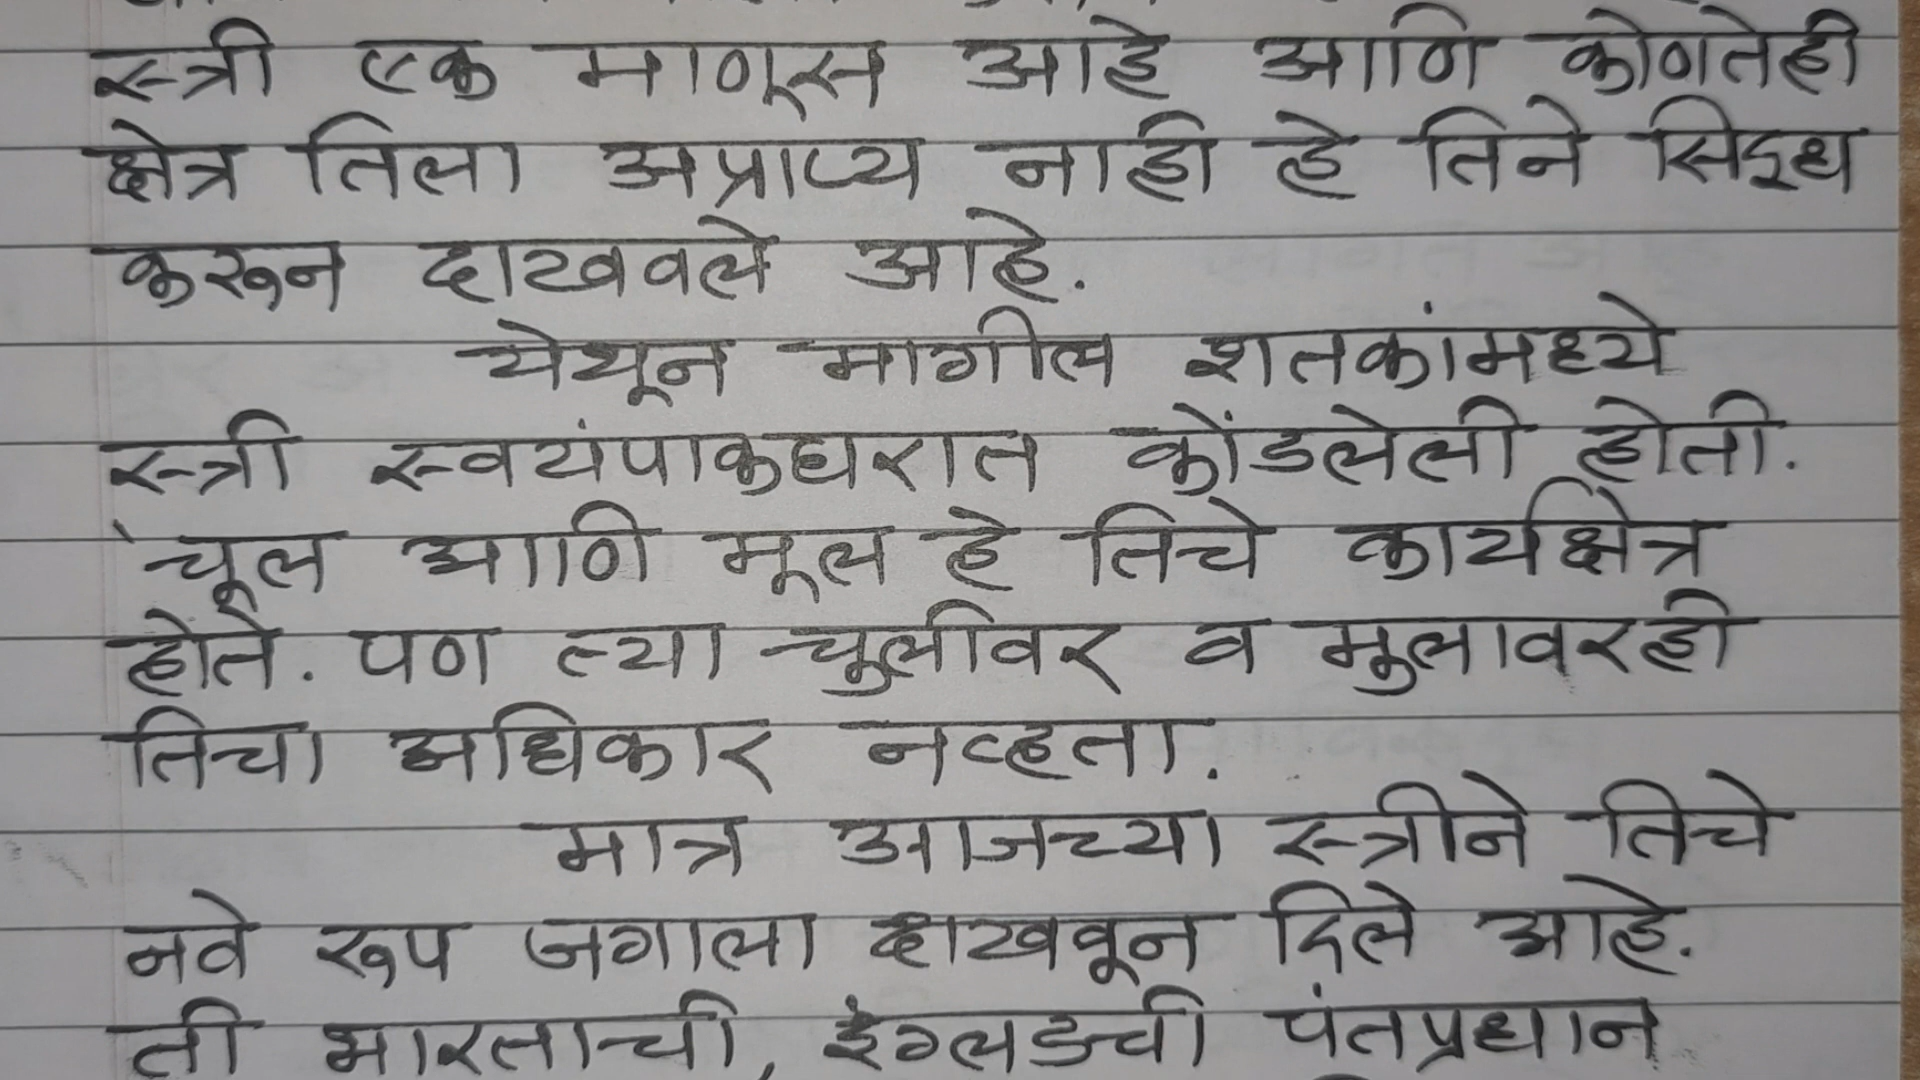 स्त्री एक माणूस आहे आणि कोणतेही
क्षेत्र तिला अप्राप्य नाही हे तिने सिद्ध
करून दाखवले आहे.
येथून मागील शतकांमध्ये
स्त्री स्वयंपाकघरात कोंडलेली होती.
चूल आणि मूल हे तिचे कार्यक्षेत्र
होते. पण त्या चुलीवर व मुलावरही
तिचा अधिकार नव्हता.
मात्र आजच्या स्त्रीने तिचे
नवे रूप जगाला दाखवून दिले आहे.
ती भारताची, इंग्लडची पंतप्रधान